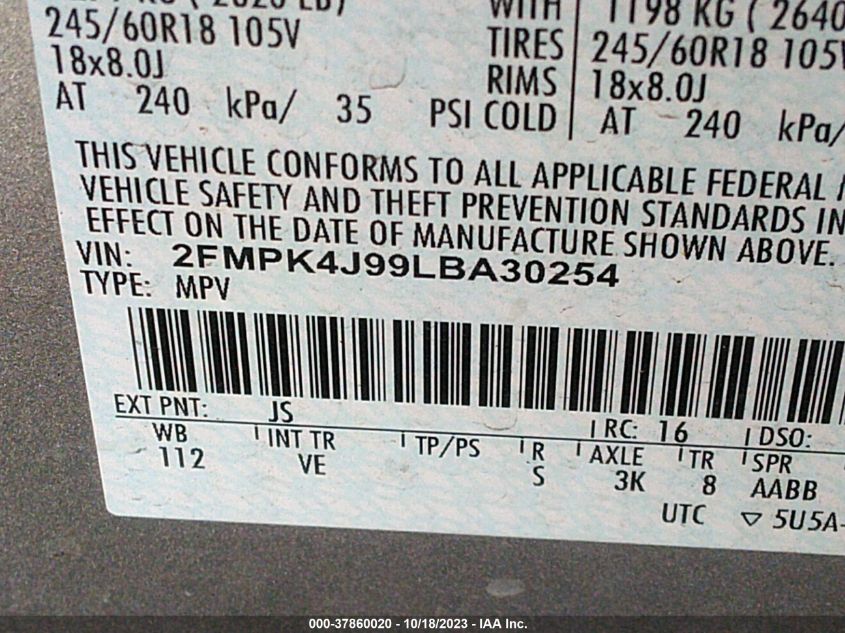 WITH 1198 KG ( 2640
245/60R18 105V TIRES 245/60R18 105V
18x8.0J RIMS 18x8.0J
AT 240 kPa/ 35 PSI COLD AT 240 kPa/
THIS VEHICLE CONFORMS TO ALL APPLICABLE FEDERAL
VEHICLE SAFETY AND THEFT PREVENTION STANDARDS IN
EFFECT ON THE DATE OF MANUFACTURE SHOWN ABOVE.
VIN: 2FMPK4J99LBA30254
TYPE: MPV
EXT PNT: JS RC: 16 DSO:
WB INT TR TP/PS R AXLE TR SPR
112 VE S 3K 8 AABB
UTC ▽ 5U5A-
000-37860020 - 10/18/2023 - IAA Inc.